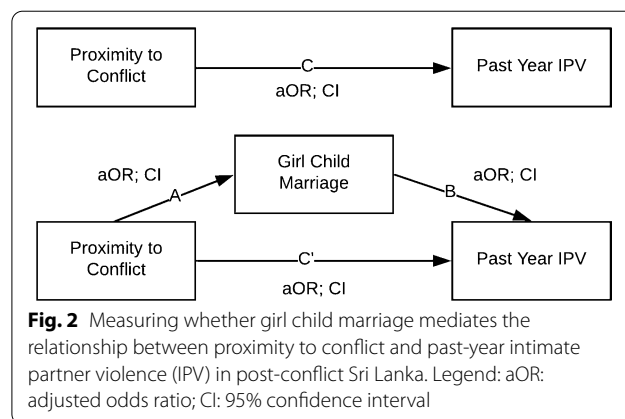 Proximity to
Conflict
C
aOR; CI
Past Year IPV
Girl Child
Marriage
aOR; CI
A
aOR; CI
B
Proximity to
Conflict
C'
aOR; CI
Past Year IPV
Fig. 2 Measuring whether girl child marriage mediates the
relationship between proximity to conflict and past-year intimate
partner violence (IPV) in post-conflict Sri Lanka. Legend: aOR:
adjusted odds ratio; CI: 95% confidence interval